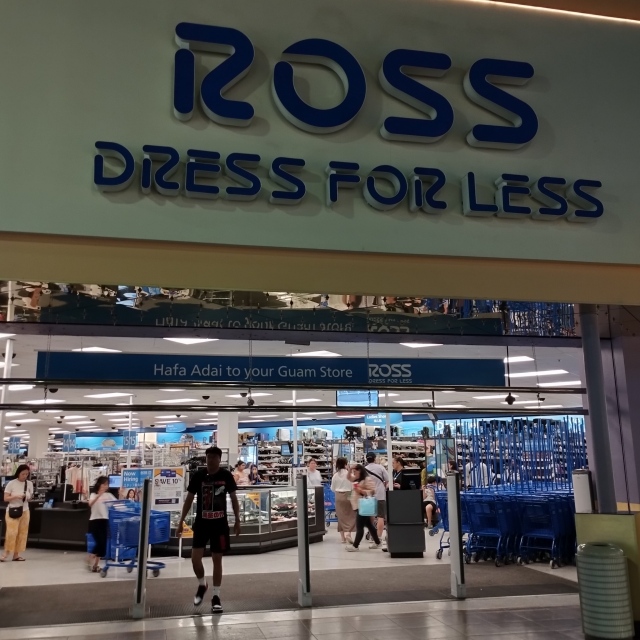 ROSS
DRESS FOR LESS
Hafa Adai to your Guam Store ROSS
DRESS FOR LESS